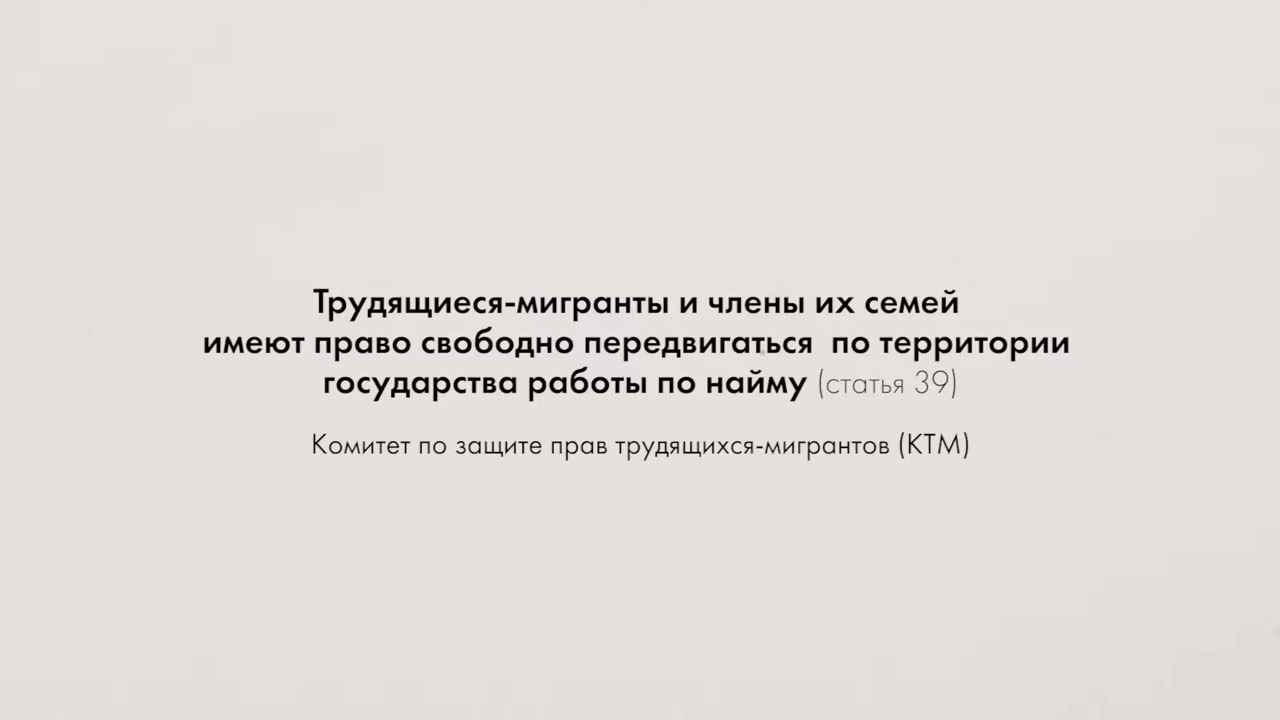 Трудящиеся-мигранты и члены их семей
имеют право свободно передвигаться по территории
государства работы по найму (статья 39)
Комитет по защите прав трудящихся-мигрантов (КТМ)